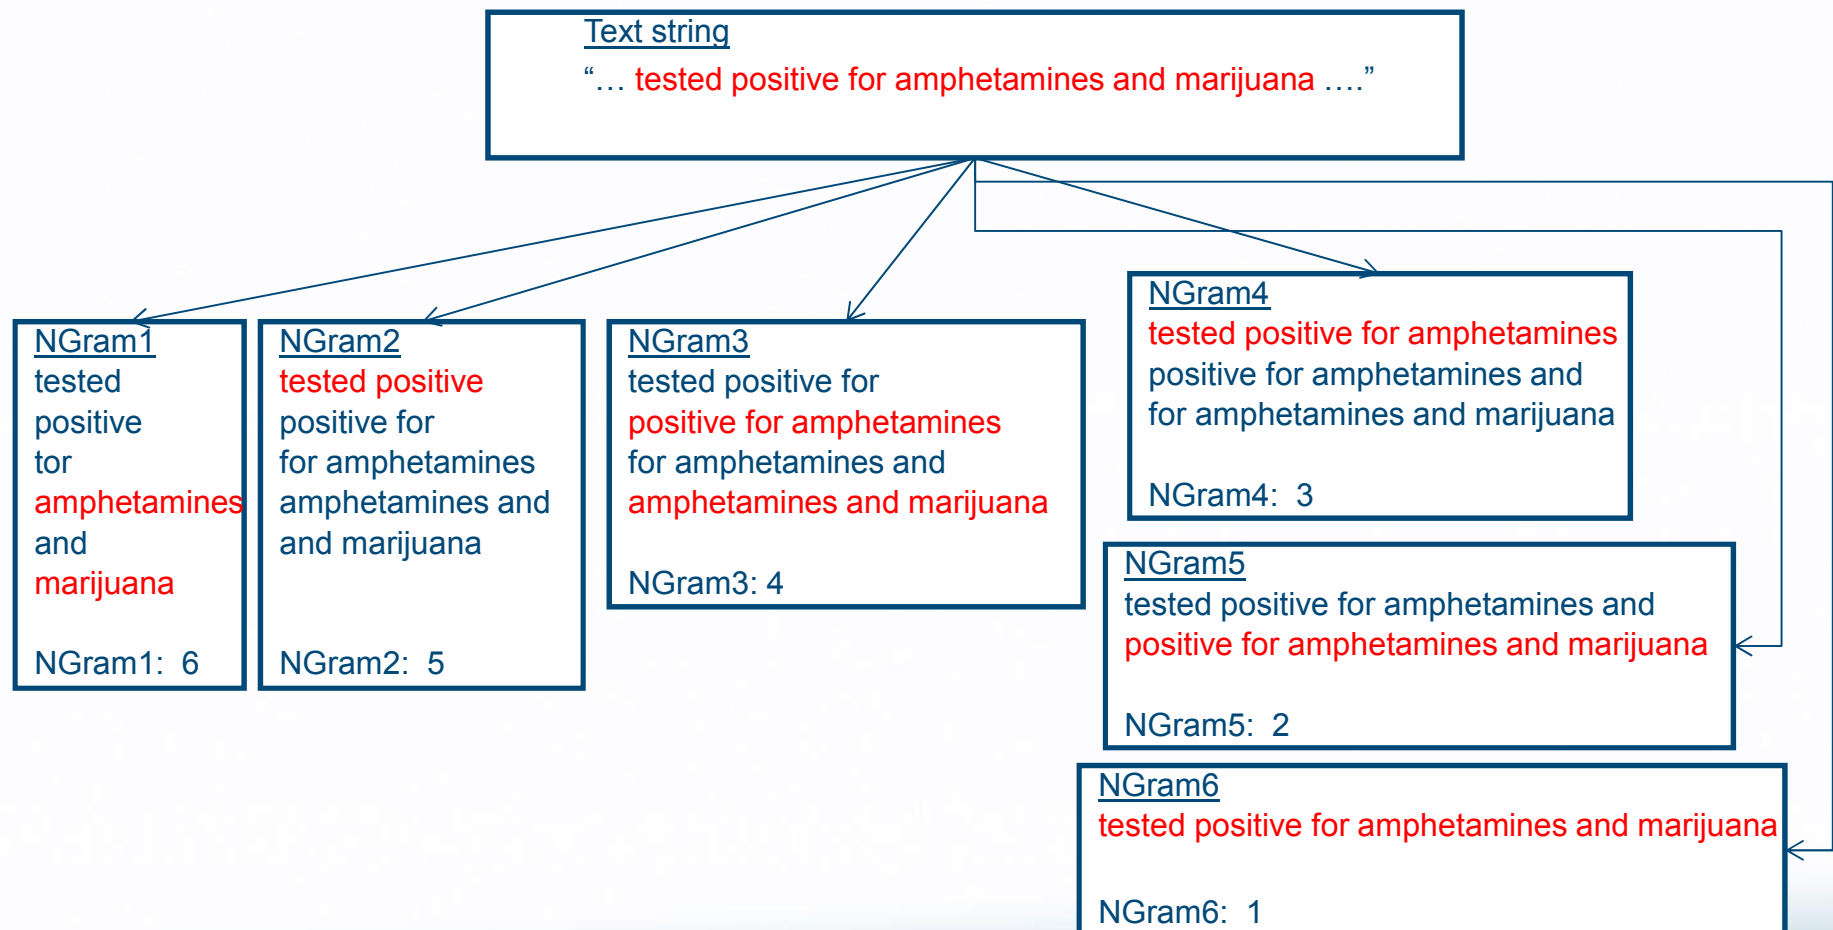 Text string
“… tested positive for amphetamines and marijuana ….”
NGram1
tested
positive
tor
amphetamines
and
marijuana
NGram1:  6
NGram2
tested positive
positive for
for amphetamines
amphetamines and
and marijuana
NGram2:  5
NGram3
tested positive for
positive for amphetamines
for amphetamines and
amphetamines and marijuana
NGram3: 4
NGram4
tested positive for amphetamines
positive for amphetamines and
for amphetamines and marijuana
NGram4:  3
NGram5
tested positive for amphetamines and
positive for amphetamines and marijuana
NGram5:  2
NGram6
tested positive for amphetamines and marijuana
NGram6:  1